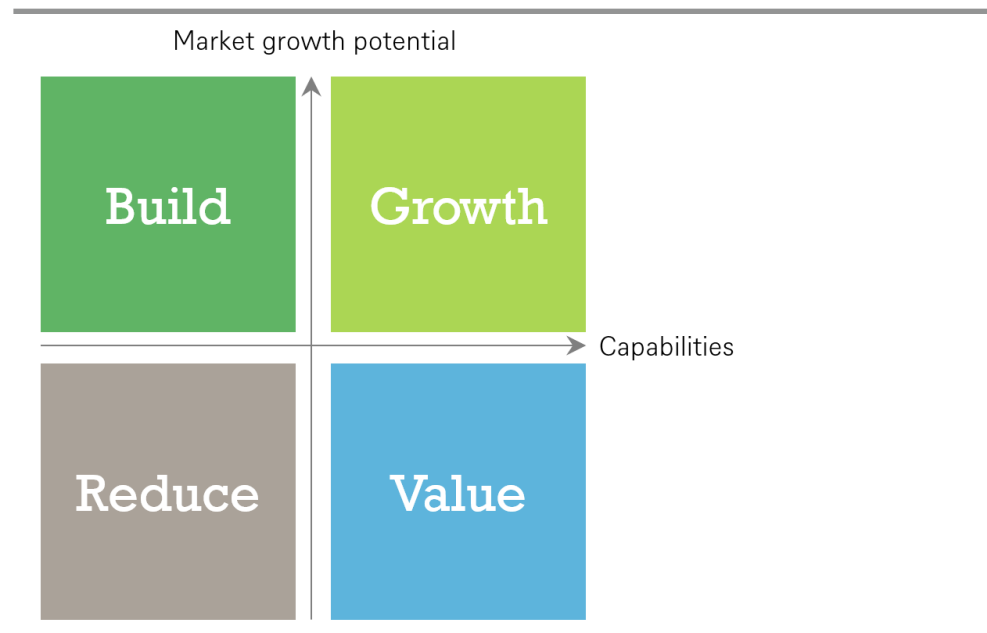 Market growth potential
Build
Growth
Capabilities
Reduce
Value